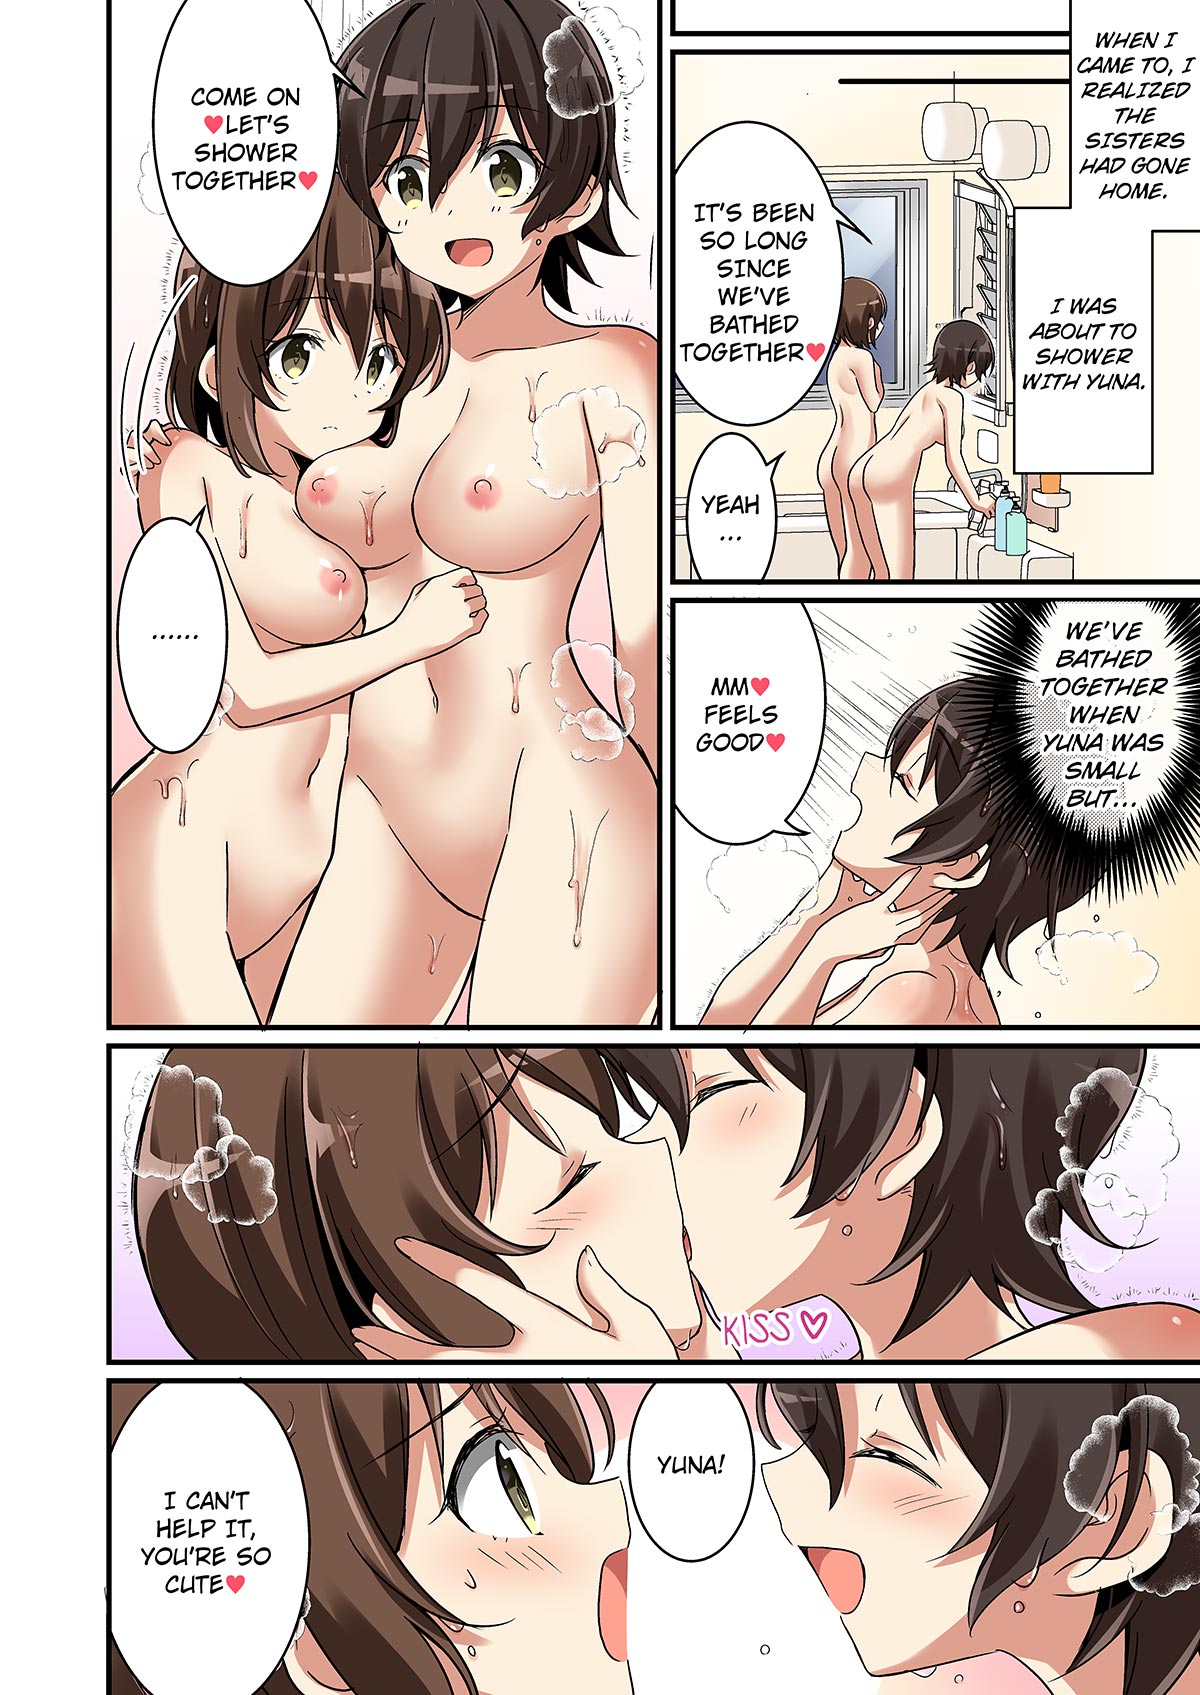 WHEN I
CAME TO, I
REALIZED
THE
SISTERS
HAD GONE
HOME.
I WAS
ABOUT TO
SHOWER
WITH YUNA.
IT'S BEEN
SO LONG
SINCE
WE'VE
BATHED
TOGETHER♥
YEAH
...
WE'VE
BATHED
TOGETHER
WHEN
YUNA WAS
SMALL
BUT...
MM♥
FEELS
GOOD♥
COME ON
♥LET'S
SHOWER
TOGETHER♥
......
KISS♡
YUNA!
I CAN'T
HELP IT,
YOU'RE SO
CUTE♥